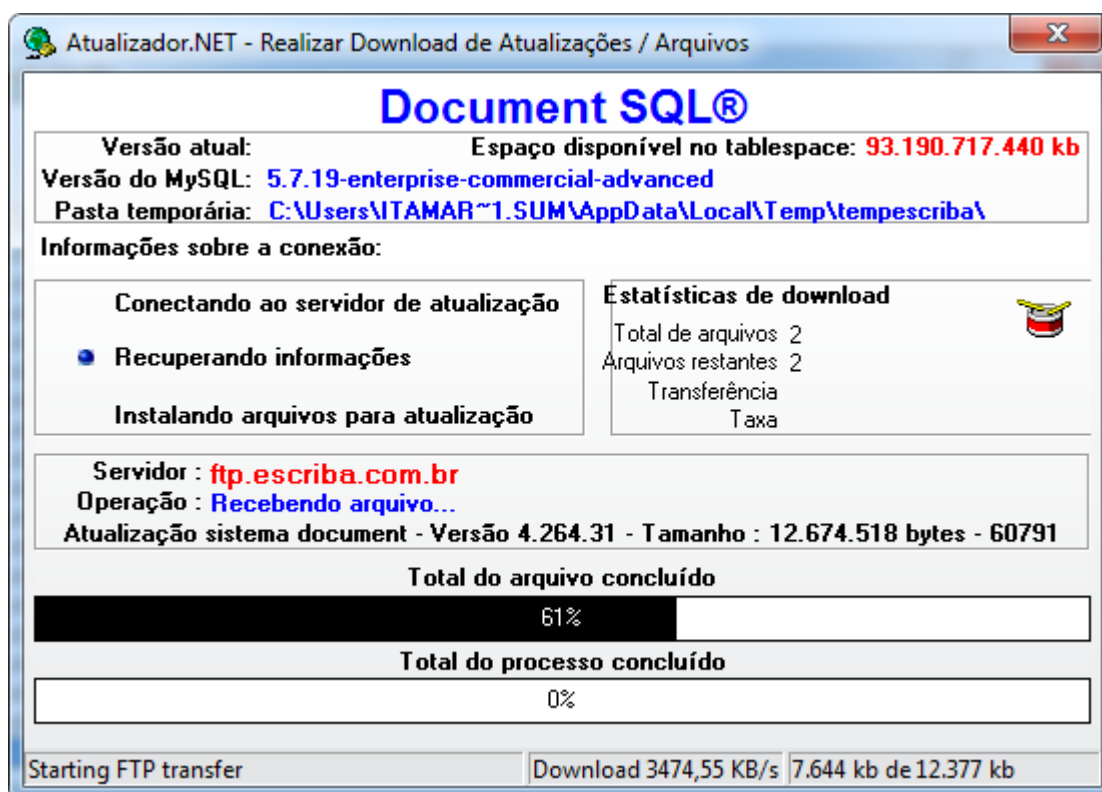 Atualizador.NET - Realizar Download de Atualizações / Arquivos
Document SQL®
Versão atual: Espaço disponível no tablespace: 93.190.717.440 kb
Versão do MySQL: 5.7.19-enterprise-commercial-advanced
Pasta temporária: C:\Users\ITAMAR~1.SUM\AppData\Local\Temp\tempescriba\
Informações sobre a conexão:
Conectando ao servidor de atualização
Recuperando informações
Instalando arquivos para atualização
Estatísticas de download
Total de arquivos 2
Arquivos restantes 2
Transferência
Taxa
Servidor : ftp.escriba.com.br
Operação : Recebendo arquivo...
Atualização sistema document - Versão 4.264.31 - Tamanho : 12.674.518 bytes - 60791
Total do arquivo concluído
61%
Total do processo concluído
0%
Starting FTP transfer Download 3474,55 KB/s 7.644 kb de 12.377 kb